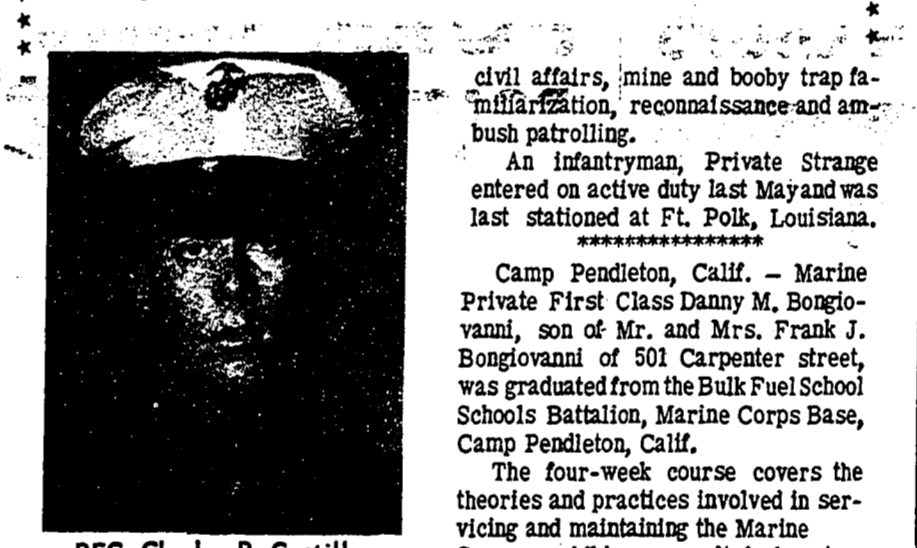 civil affairs, mine and booby trap fa-
miliarization, reconnaissance and am-
bush patrolling.
An infantryman, Private Strange
entered on active duty last May and was
last stationed at Ft. Polk, Louisiana.
****************
Camp Pendleton, Calif. — Marine
Private First Class Danny M. Bongio-
vanni, son of Mr. and Mrs. Frank J.
Bongiovanni of 501 Carpenter street,
was graduated from the Bulk Fuel School
Schools Battalion, Marine Corps Base,
Camp Pendleton, Calif.
The four-week course covers the
theories and practices involved in ser-
vicing and maintaining the Marine